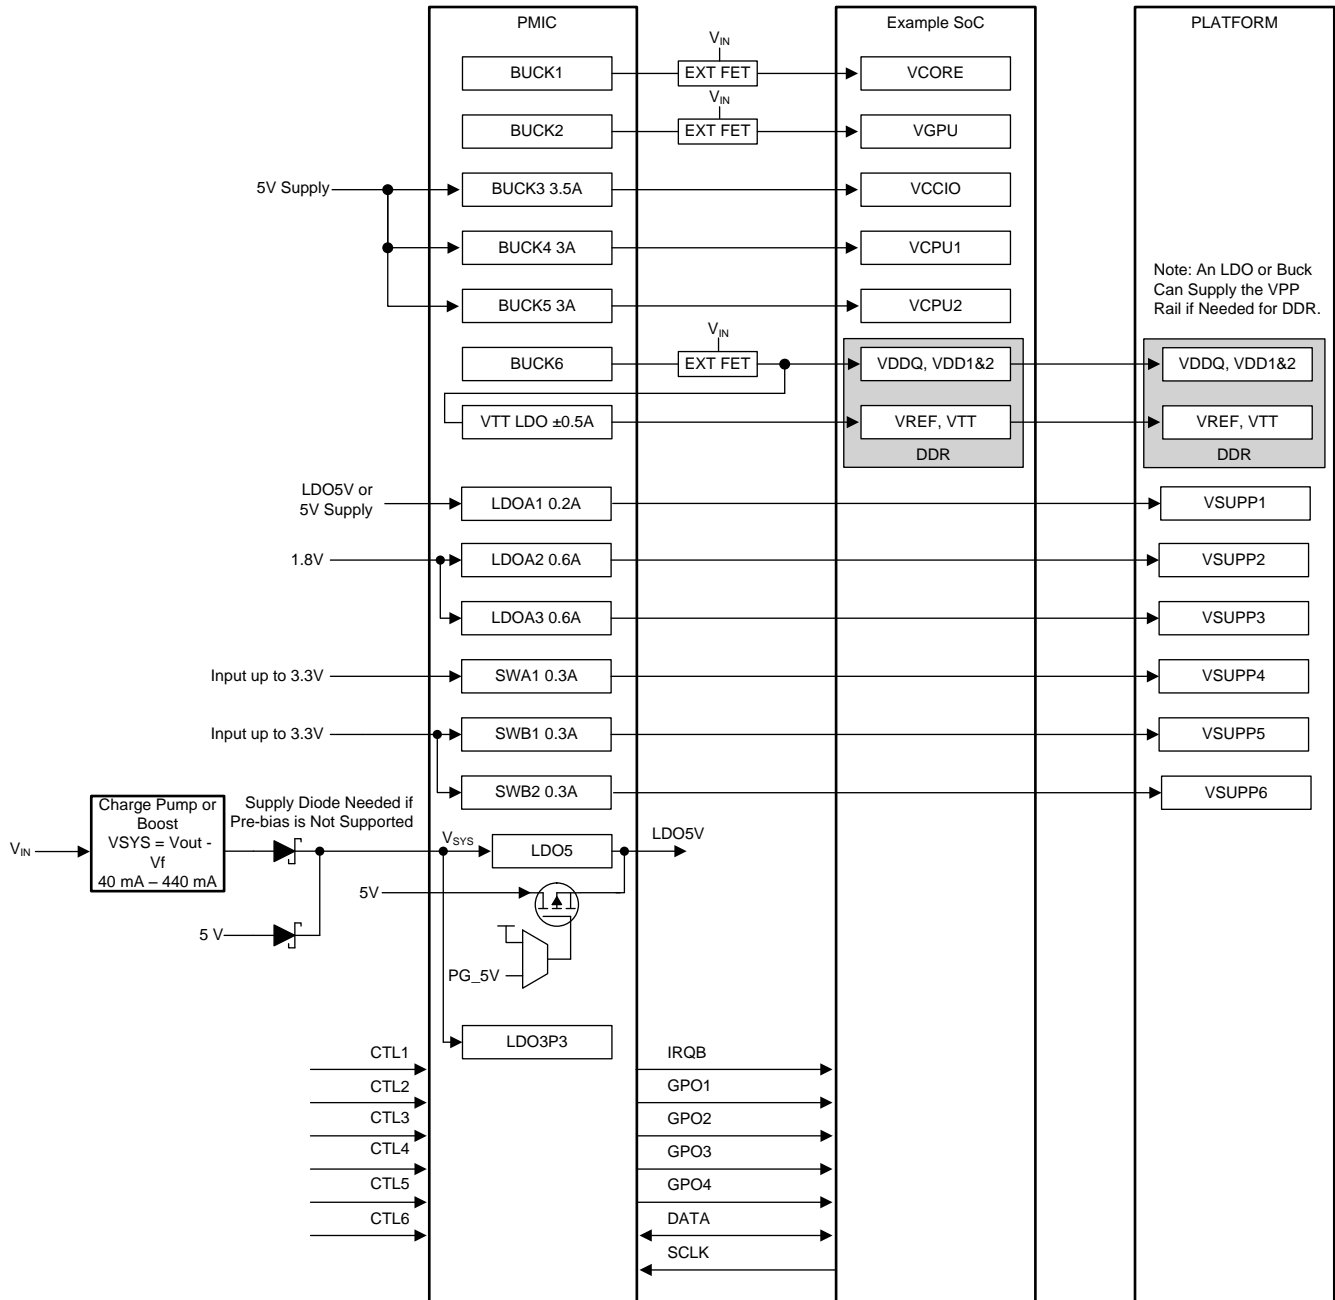 PMIC
Example SoC
PLATFORM
VIN
BUCK1
EXT FET
VCORE
VIN
BUCK2
EXT FET
VGPU
5V Supply
BUCK3 3.5A
VCCIO
BUCK4 3A
VCPU1
Note: An LDO or Buck
Can Supply the VPP
Rail if Needed for DDR.
BUCK5 3A
VCPU2
VIN
BUCK6
EXT FET
VDDQ, VDD1&2
VDDQ, VDD1&2
VTT LDO ±0.5A
VREF, VTT
VREF, VTT
DDR
DDR
LDO5V or
5V Supply
LDOA1 0.2A
VSUPP1
1.8V
LDOA2 0.6A
VSUPP2
LDOA3 0.6A
VSUPP3
Input up to 3.3V
SWA1 0.3A
VSUPP4
Input up to 3.3V
SWB1 0.3A
VSUPP5
SWB2 0.3A
VSUPP6
Charge Pump or
Boost
VSYS = Vout -
Vf
40 mA – 440 mA
Supply Diode Needed if
Pre-bias is Not Supported
VIN
VSYS
LDO5
LDO5V
5V
5 V
PG_5V
LDO3P3
CTL1
IRQB
CTL2
GPO1
CTL3
GPO2
CTL4
GPO3
CTL5
GPO4
CTL6
DATA
SCLK